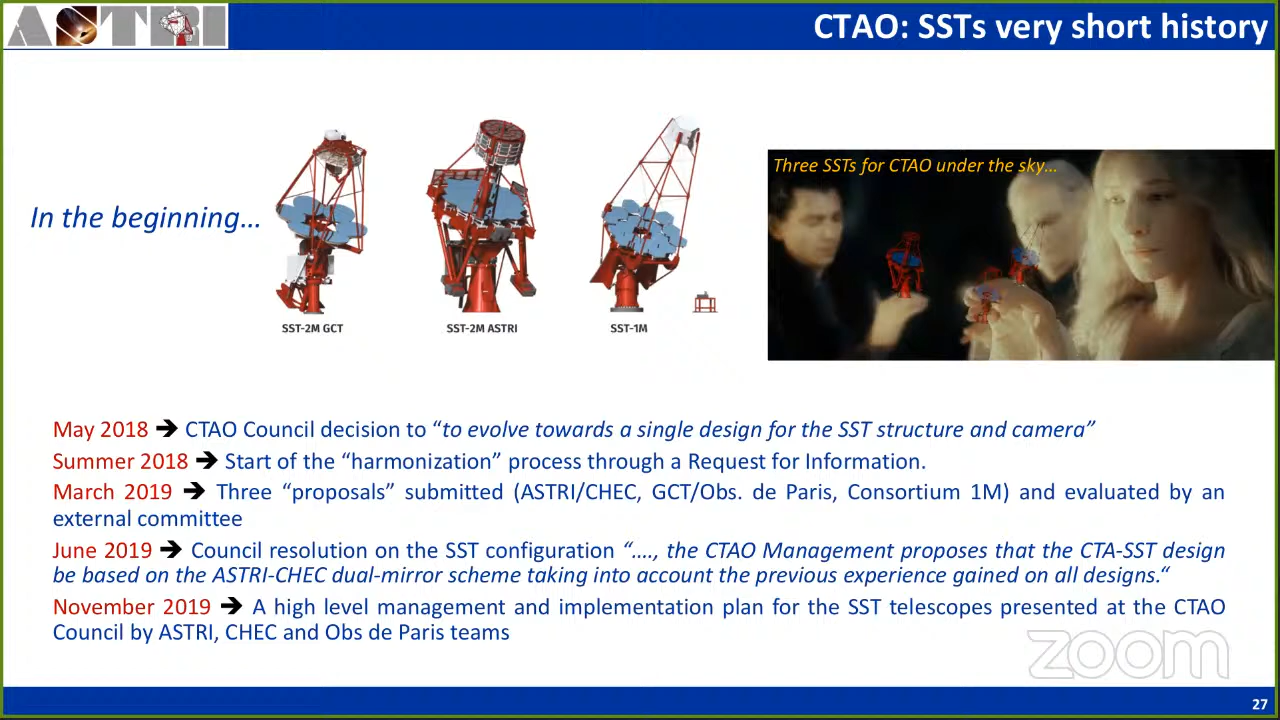 ASTRI
CTAO: SSTs very short history
In the beginning…
SST-2M GCT
SST-2M ASTRI
SST-1M
Three SSTs for CTAO under the sky…
May 2018 ➔ CTAO Council decision to “to evolve towards a single design for the SST structure and camera”
Summer 2018 ➔ Start of the “harmonization” process through a Request for Information.
March 2019 ➔ Three “proposals” submitted (ASTRI/CHEC, GCT/Obs. de Paris, Consortium 1M) and evaluated by an
external committee
June 2019 ➔ Council resolution on the SST configuration “…., the CTAO Management proposes that the CTA-SST design
be based on the ASTRI-CHEC dual-mirror scheme taking into account the previous experience gained on all designs.“
November 2019 ➔ A high level management and implementation plan for the SST telescopes presented at the CTAO
Council by ASTRI, CHEC and Obs de Paris teams
zoom
27